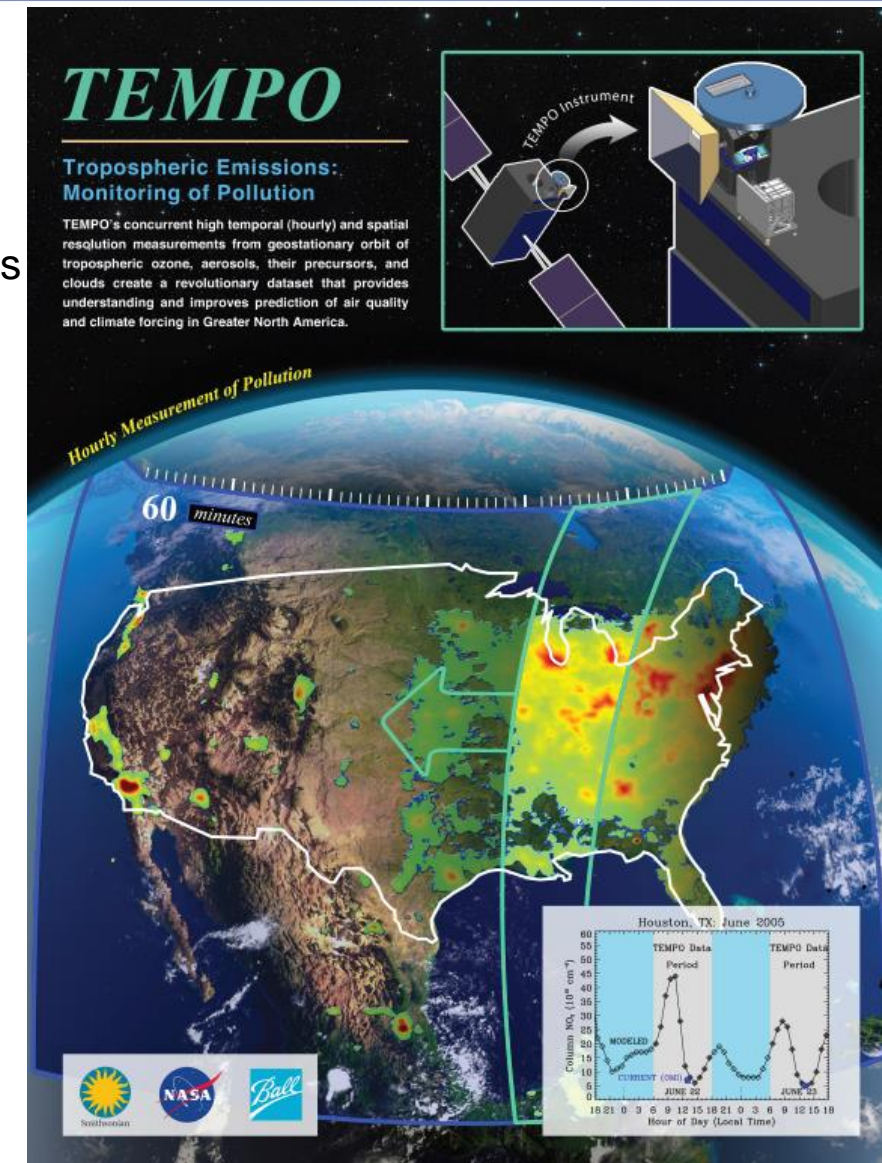 s
TEMPO
Tropospheric Emissions:
Monitoring of Pollution
TEMPO's concurrent high temporal (hourly) and spatial
resolution measurements from geostationary orbit of
tropospheric ozone, aerosols, their precursors, and
clouds create a revolutionary dataset that provides
understanding and improves prediction of air quality
and climate forcing in Greater North America.
TEMPO Instrument
Hourly Measurement of Pollution
60 minutes
Houston, TX: June 2005
TEMPO Data
Period
TEMPO Data
Period
MODELED
CURRENT (OMI)
JUNE 22
JUNE 23
60
55
50
45
40
35
30
25
20
15
10
5
0
18 21 0 3 6 9 12 15 18 21 0 3 6 9 12 15 18
Hour of Day (Local Time)
Smithsonian
NASA
Ball